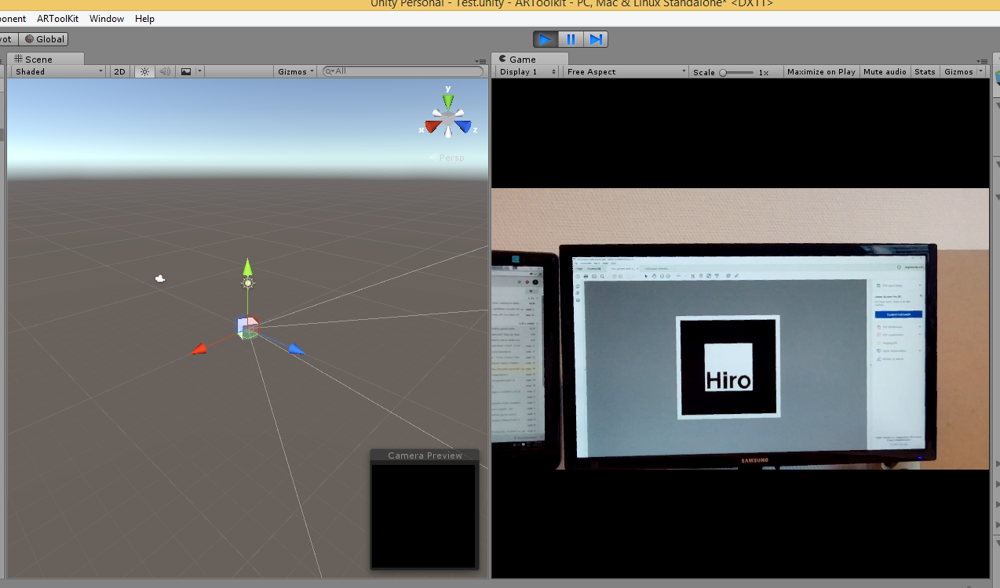 Unity Personal - Test.unity - ARToolkit - PC, Mac & Linux Standalone* <DX11>
onent ARToolKit Window Help
vot Global
Scene
Game
Shaded 2D Gizmos All
Display 1 Free Aspect Scale 1x Maximize on Play Mute audio Stats Gizmos
y
x
z
Persp
Hiro
SAMSUNG
Camera Preview